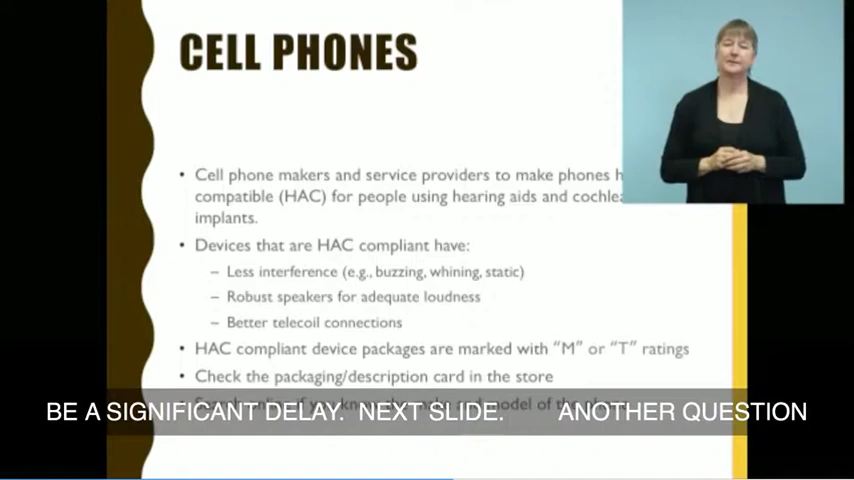 CELL PHONES
• Cell phone makers and service providers to make phones h
compatible (HAC) for people using hearing aids and cochlea
implants.
• Devices that are HAC compliant have:
– Less interference (e.g., buzzing, whining, static)
– Robust speakers for adequate loudness
– Better telecoil connections
• HAC compliant device packages are marked with “M” or “T” ratings
• Check the packaging/description card in the store
BE A SIGNIFICANT DELAY. NEXT SLIDE. ANOTHER QUESTION